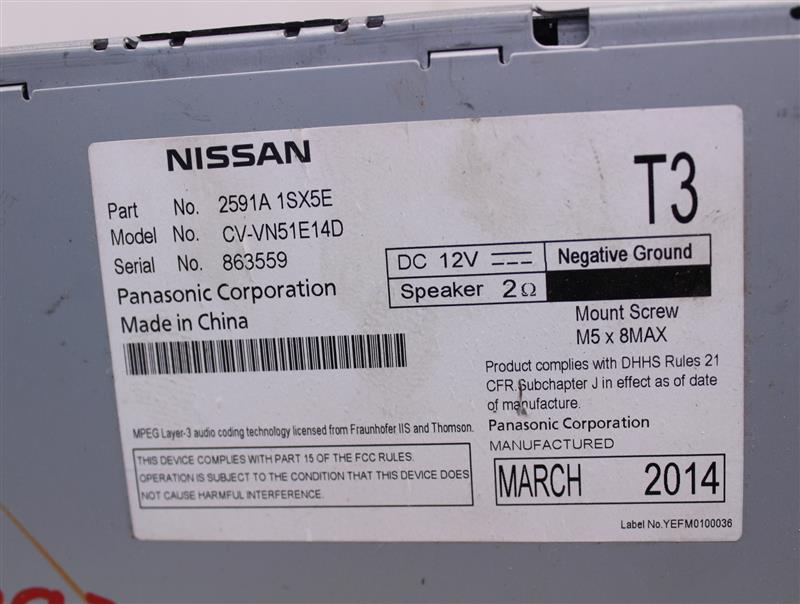 NISSAN
T3
Part No. 2591A 1SX5E
Model No. CV-VN51E14D
Serial No. 863559
Panasonic Corporation
Made in China
DC 12V Negative Ground
Speaker 2Ω
Mount Screw
M5 x 8MAX
Product complies with DHHS Rules 21
CFR.Subchapter J in effect as of date
of manufacture.
Panasonic Corporation
MANUFACTURED
MARCH 2014
MPEG Layer-3 audio coding technology licensed from Fraunhofer IIS and Thomson.
THIS DEVICE COMPLIES WITH PART 15 OF THE FCC RULES.
OPERATION IS SUBJECT TO THE CONDITION THAT THIS DEVICE DOES
NOT CAUSE HARMFUL INTERFERENCE.
Label No.YEFM0100036